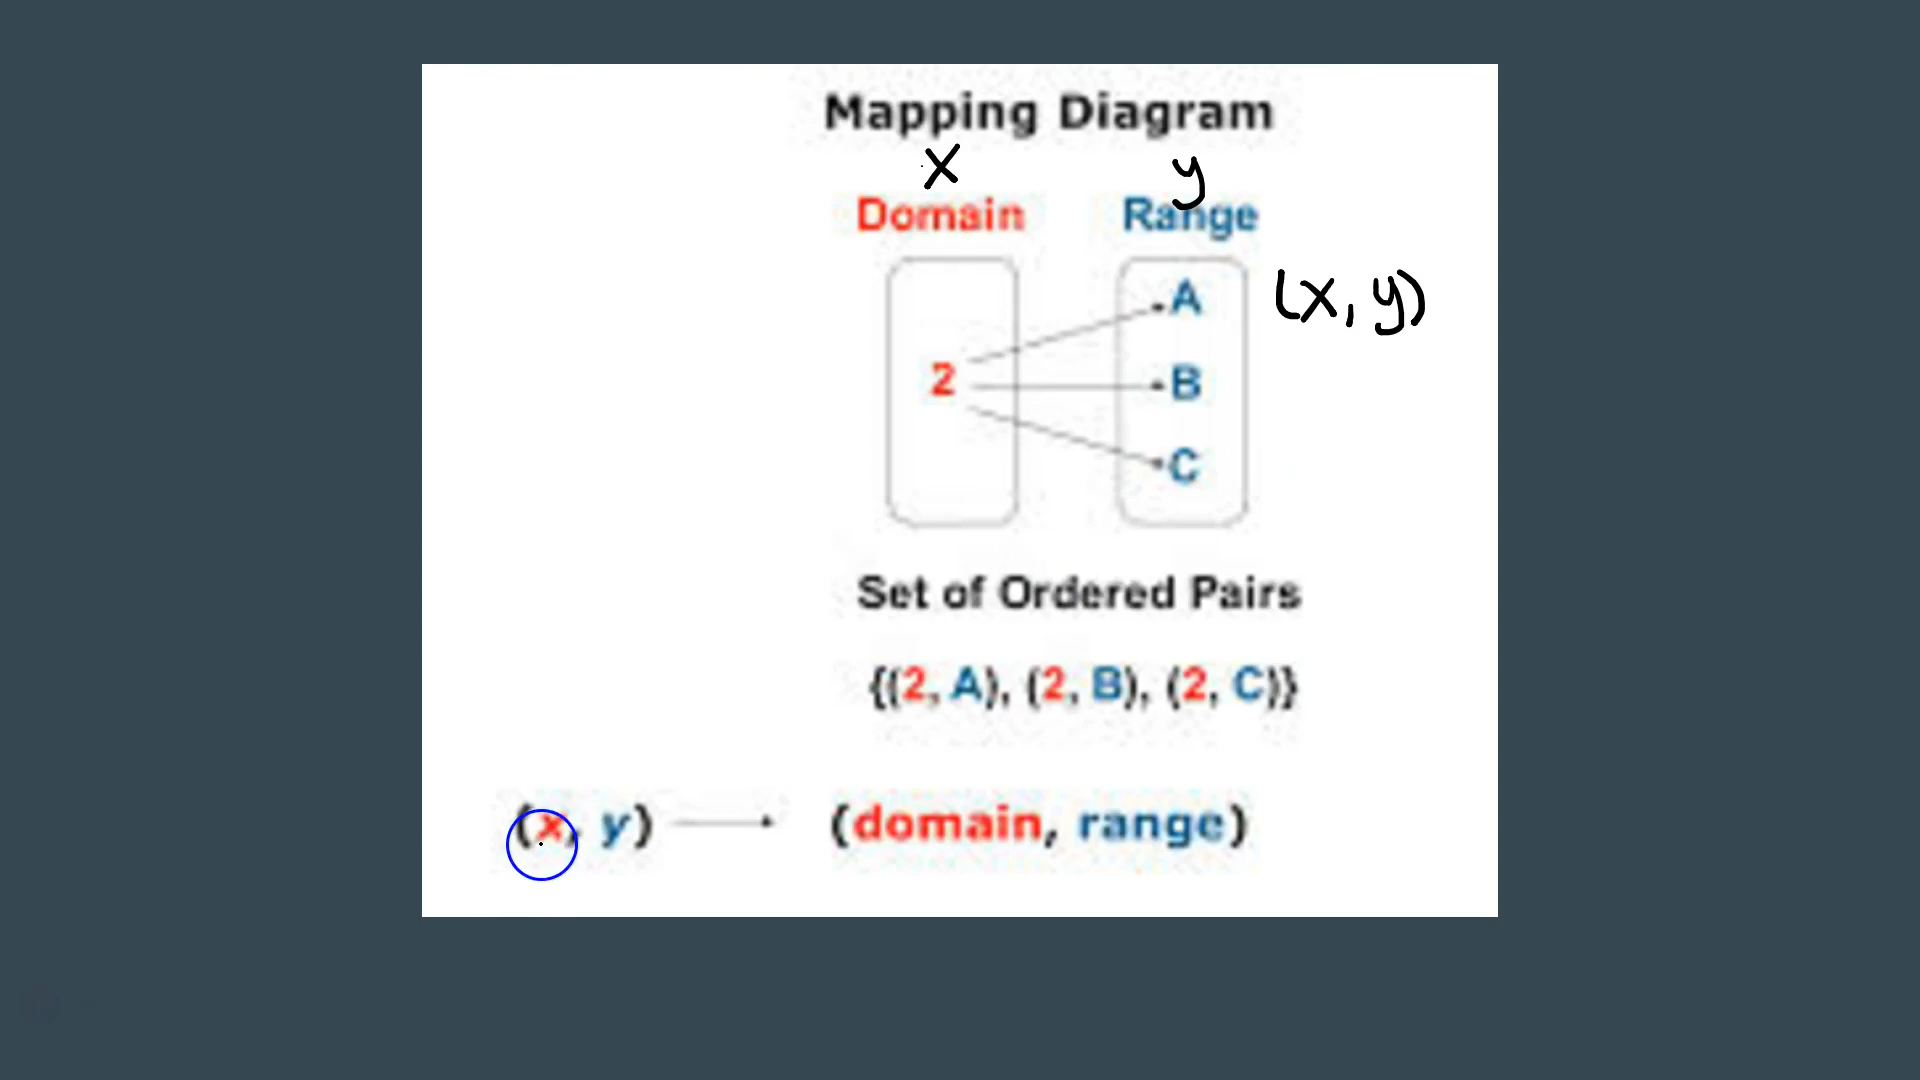 Mapping Diagram
x y
Domain Range
A (x, y)
2 B
C
Set of Ordered Pairs
{(2, A), (2, B), (2, C)}
(x, y) → (domain, range)